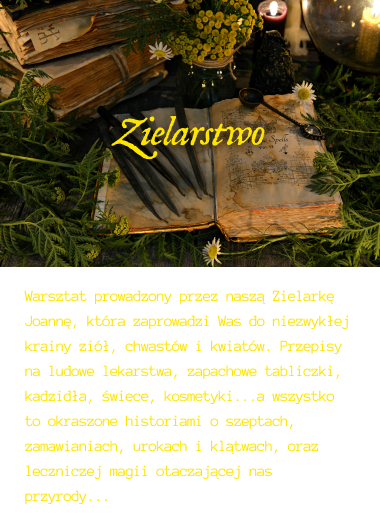 Zielarstwo
Warsztat prowadzony przez naszą Zielarkę
Joannę, która zaprowadzi Was do niezwykłej
krainy ziół, chwastów i kwiatów. Przepisy
na ludowe lekarstwa, zapachowe tabliczki,
kadzidła, świece, kosmetyki...a wszystko
to okraszone historiami o szeptach,
zamawianiach, urokach i klątwach, oraz
leczniczej magii otaczającej nas
przyrody...